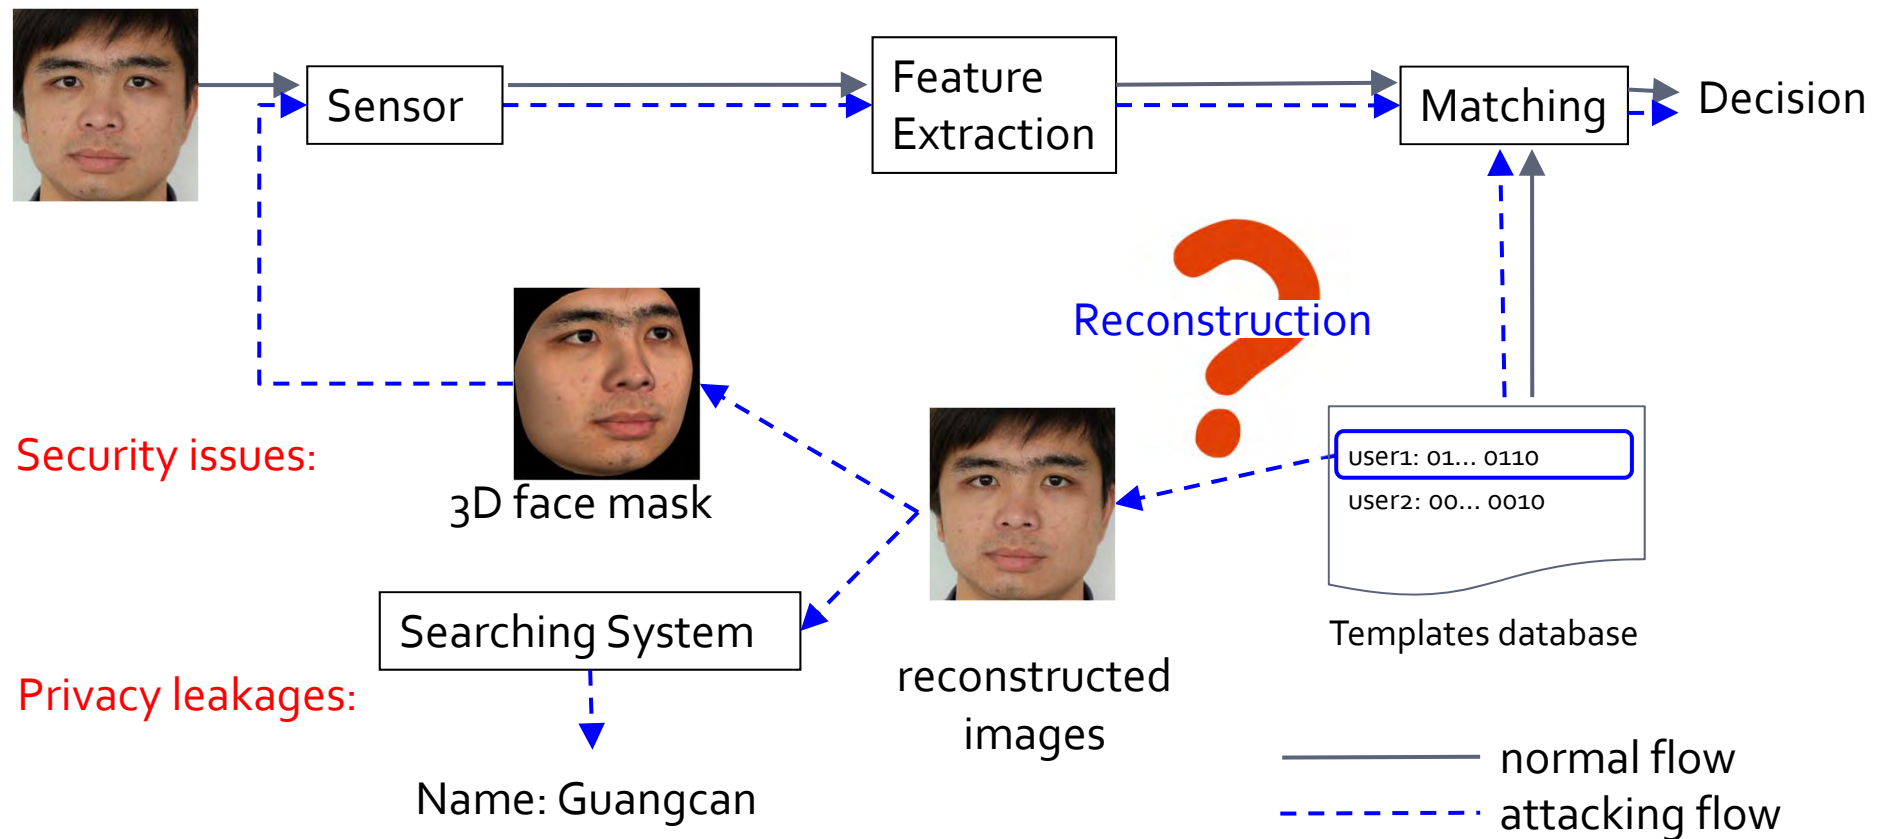 Sensor
Feature
Extraction
Matching
Decision
Reconstruction
user1: 01... 0110
user2: 00... 0010
Templates database
Security issues:
3D face mask
reconstructed
images
Searching System
Privacy leakages:
Name: Guangcan
normal flow
attacking flow